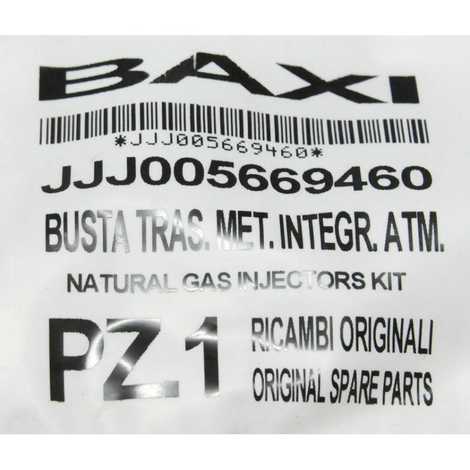 BAXI
*JJJ005669460*
JJJ005669460
BUSTA TRAS. MET. INTEGR. ATM.
NATURAL GAS INJECTORS KIT
PZ.1
RICAMBI ORIGINALI
ORIGINAL SPARE PARTS